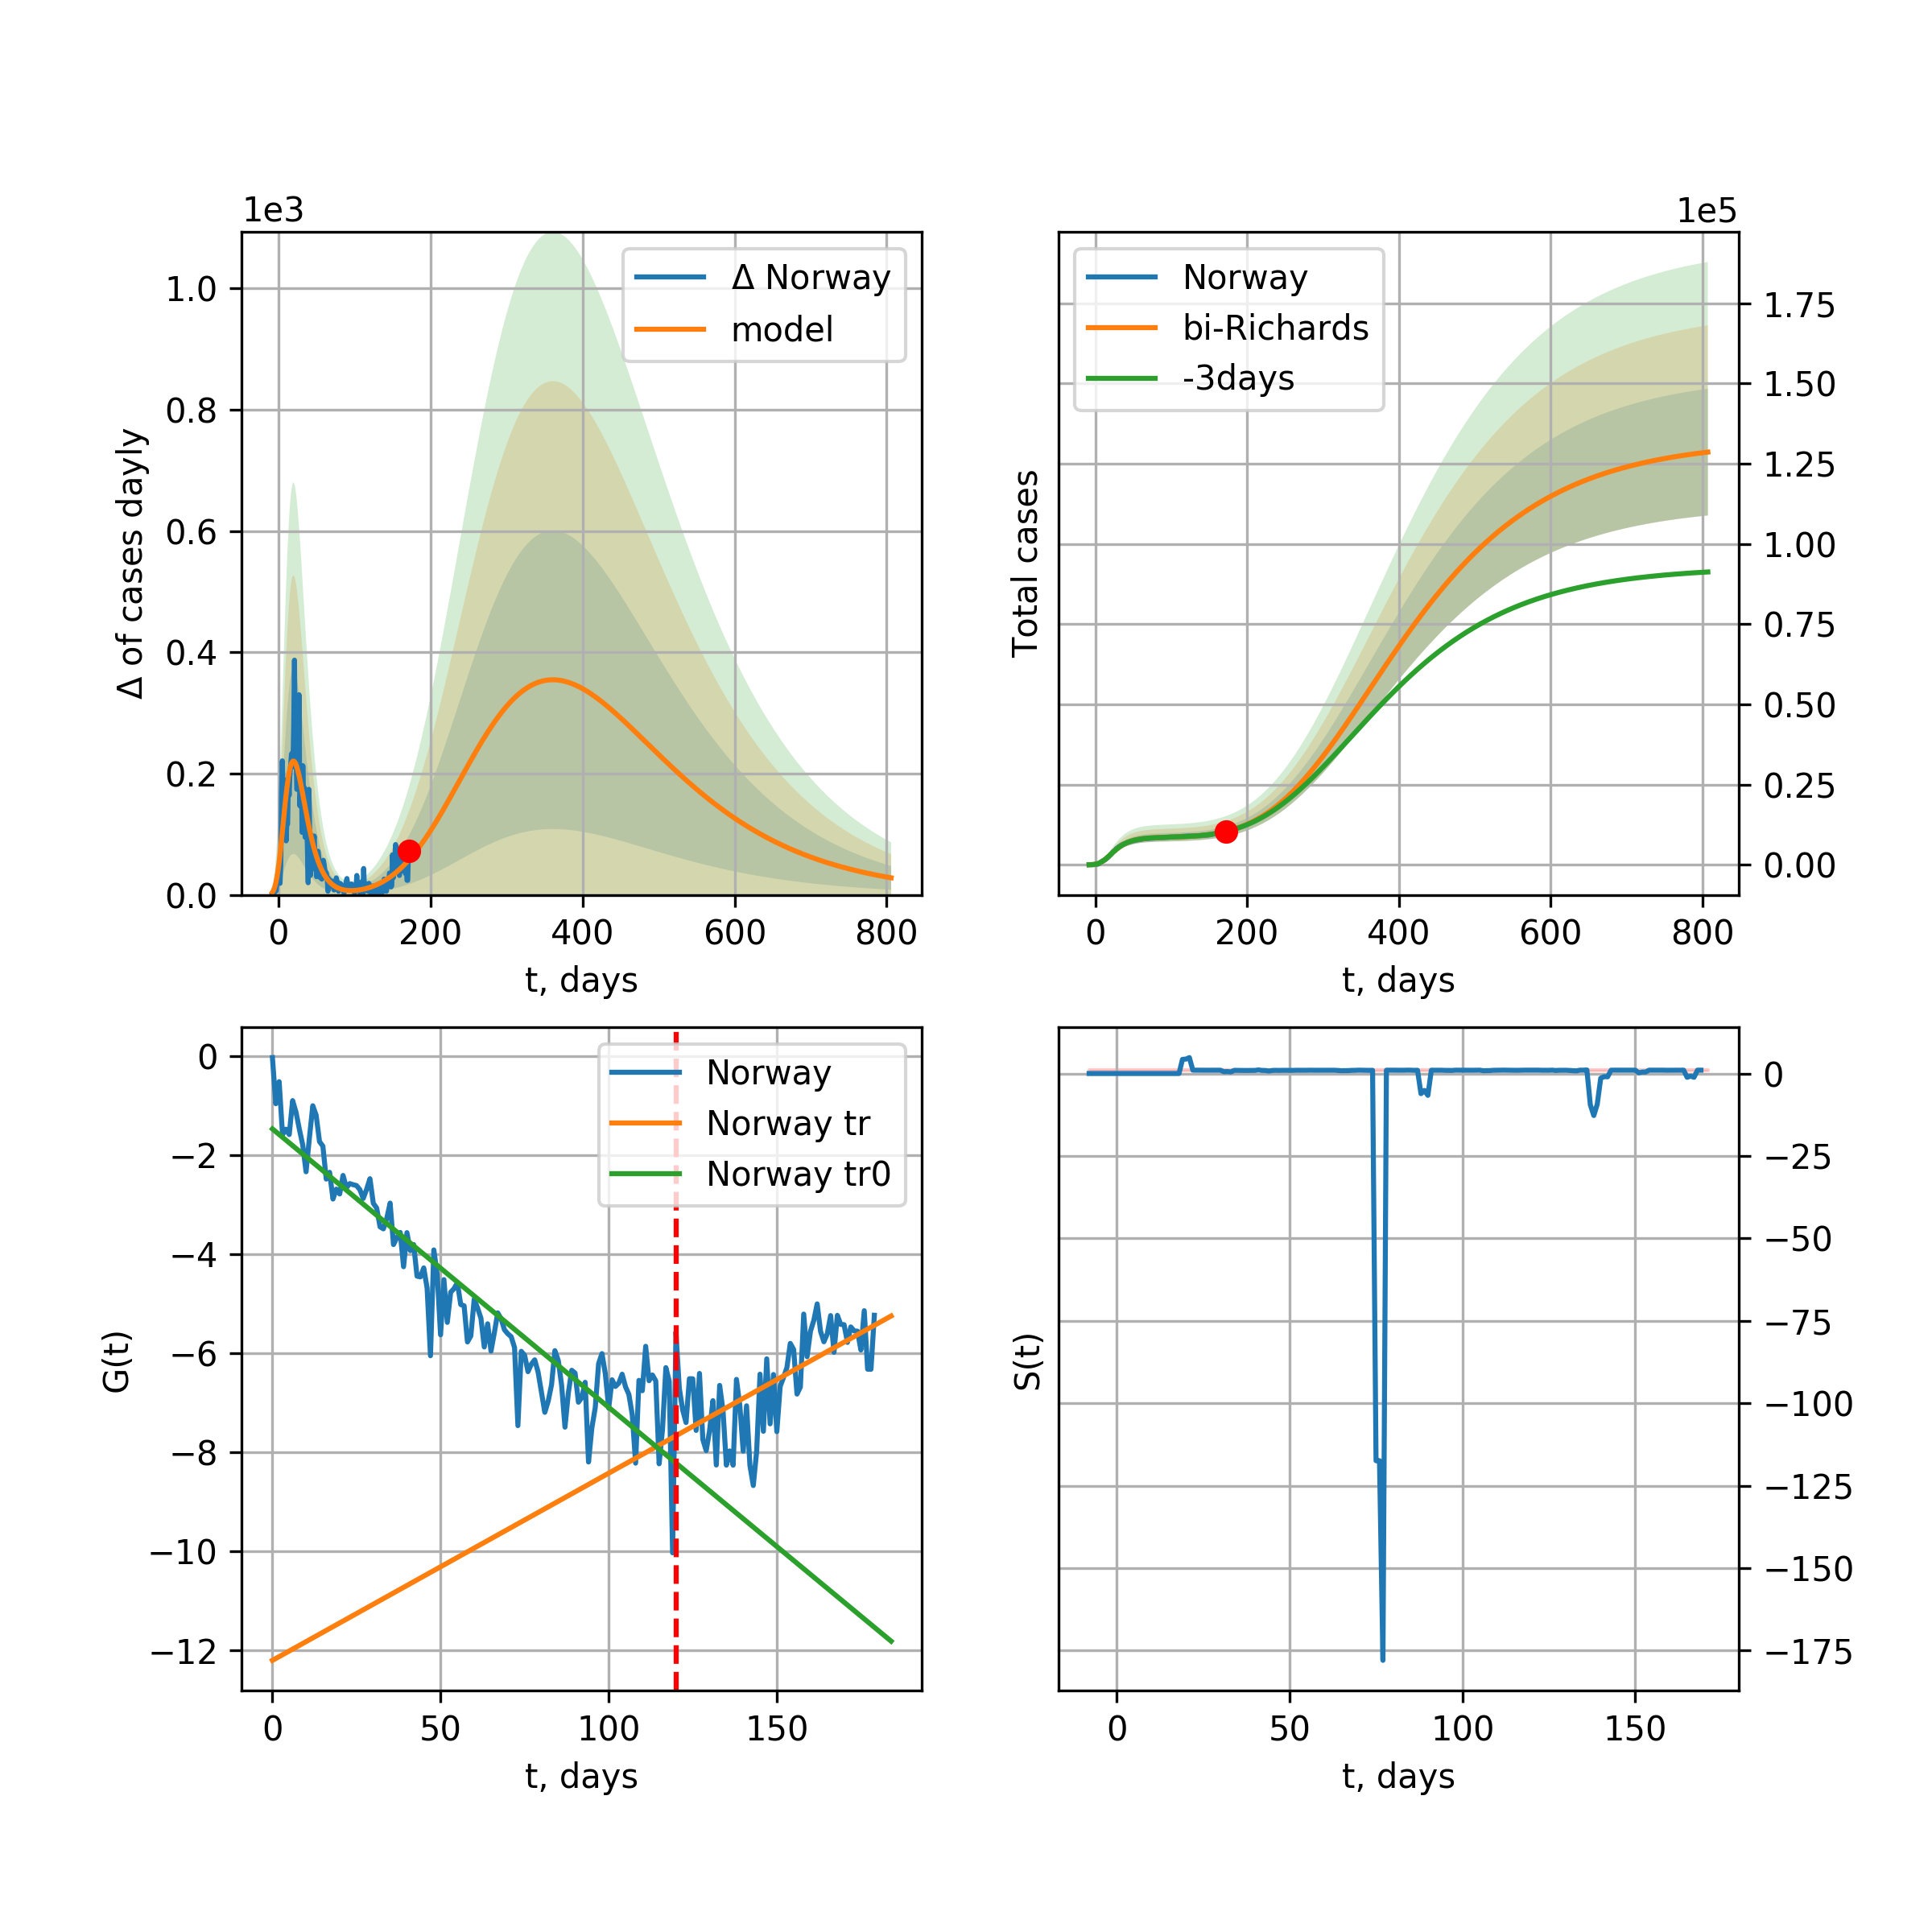 1e3
Δ of cases dayly
1.0
0.8
0.6
0.4
0.2
0.0
Δ Norway
model
0 200 400 600 800
t, days
1e5
Total cases
Norway
bi-Richards
-3days
1.75
1.50
1.25
1.00
0.75
0.50
0.25
0.00
0 200 400 600 800
t, days
G(t)
0
−2
−4
−6
−8
−10
−12
Norway
Norway tr
Norway tr0
0 50 100 150
t, days
S(t)
0
−25
−50
−75
−100
−125
−150
−175
0 50 100 150
t, days